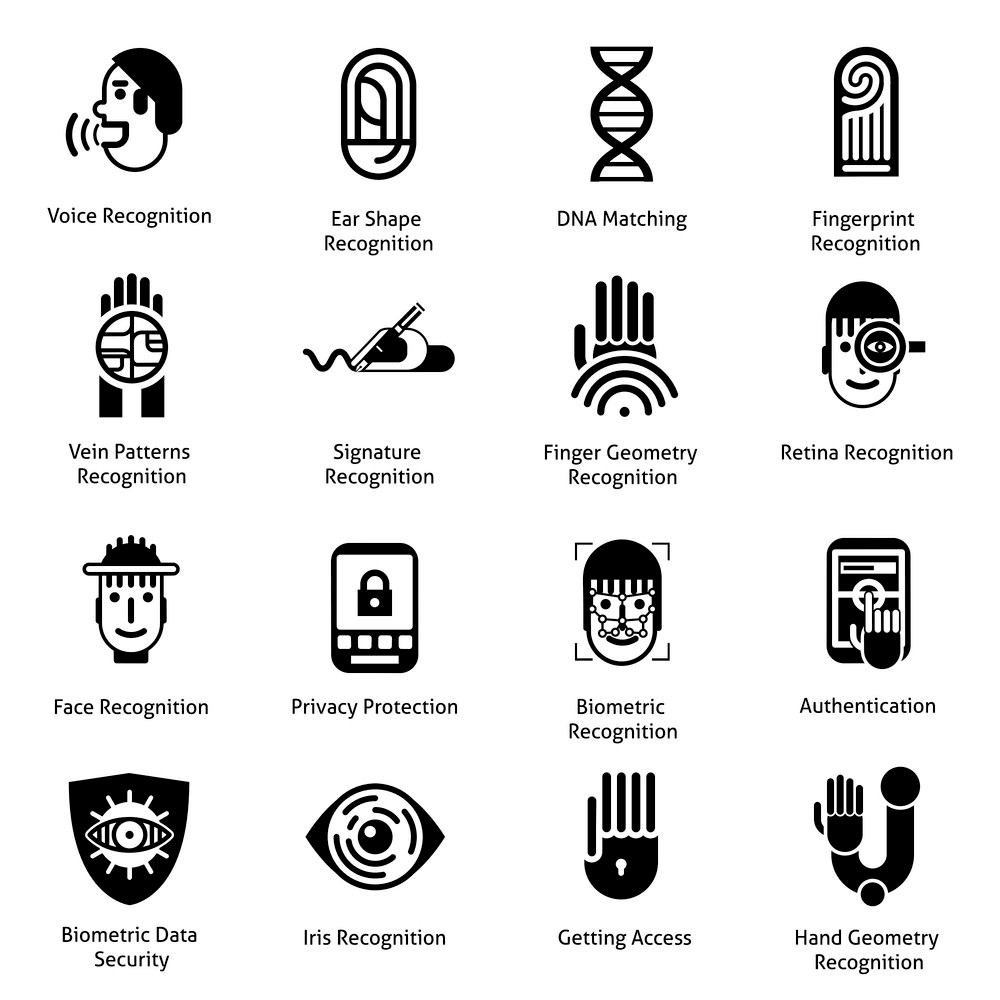 Voice Recognition
Ear Shape
Recognition
DNA Matching
Fingerprint
Recognition
Vein Patterns
Recognition
Signature
Recognition
Finger Geometry
Recognition
Retina Recognition
Face Recognition
Privacy Protection
Biometric
Recognition
Authentication
Biometric Data
Security
Iris Recognition
Getting Access
Hand Geometry
Recognition